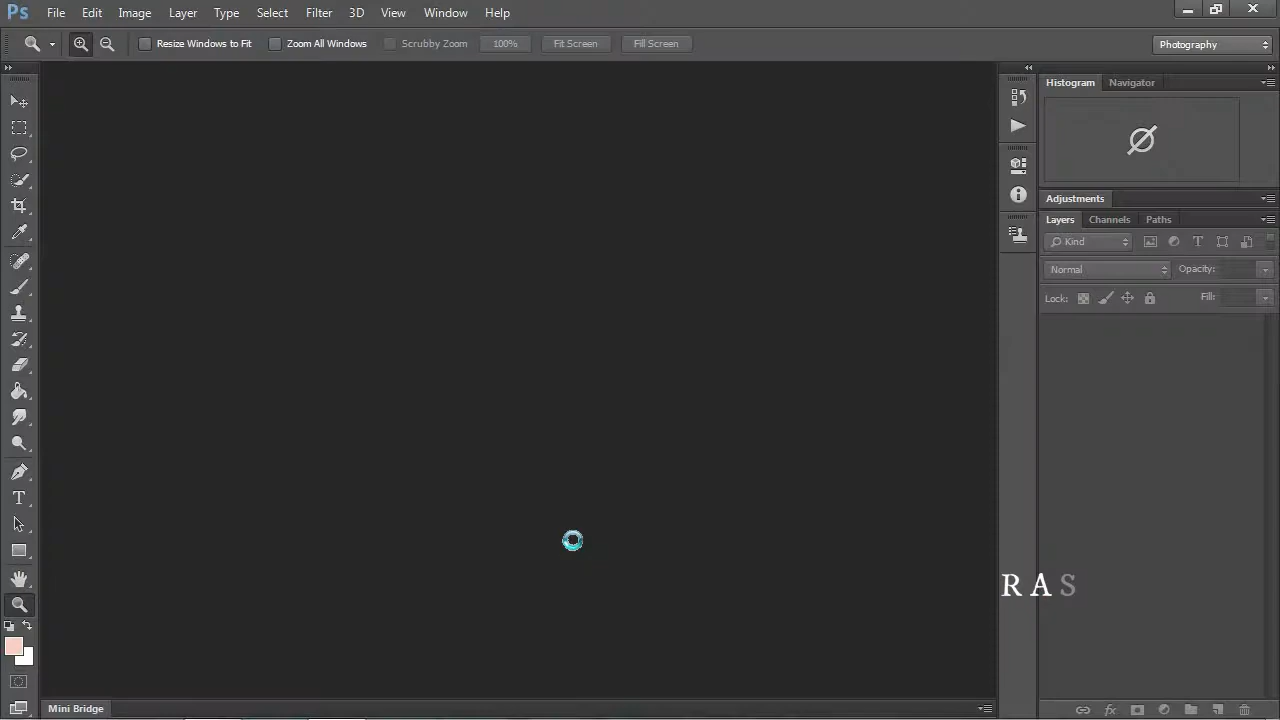 Ps File Edit Image Layer Type Select Filter 3D View Window Help
Resize Windows to Fit Zoom All Windows Scrubby Zoom 100% Fit Screen Fill Screen Photography
Histogram Navigator
Adjustments
Layers Channels Paths
Kind
Normal Opacity:
Lock: Fill:
T
R A S
Mini Bridge
fx